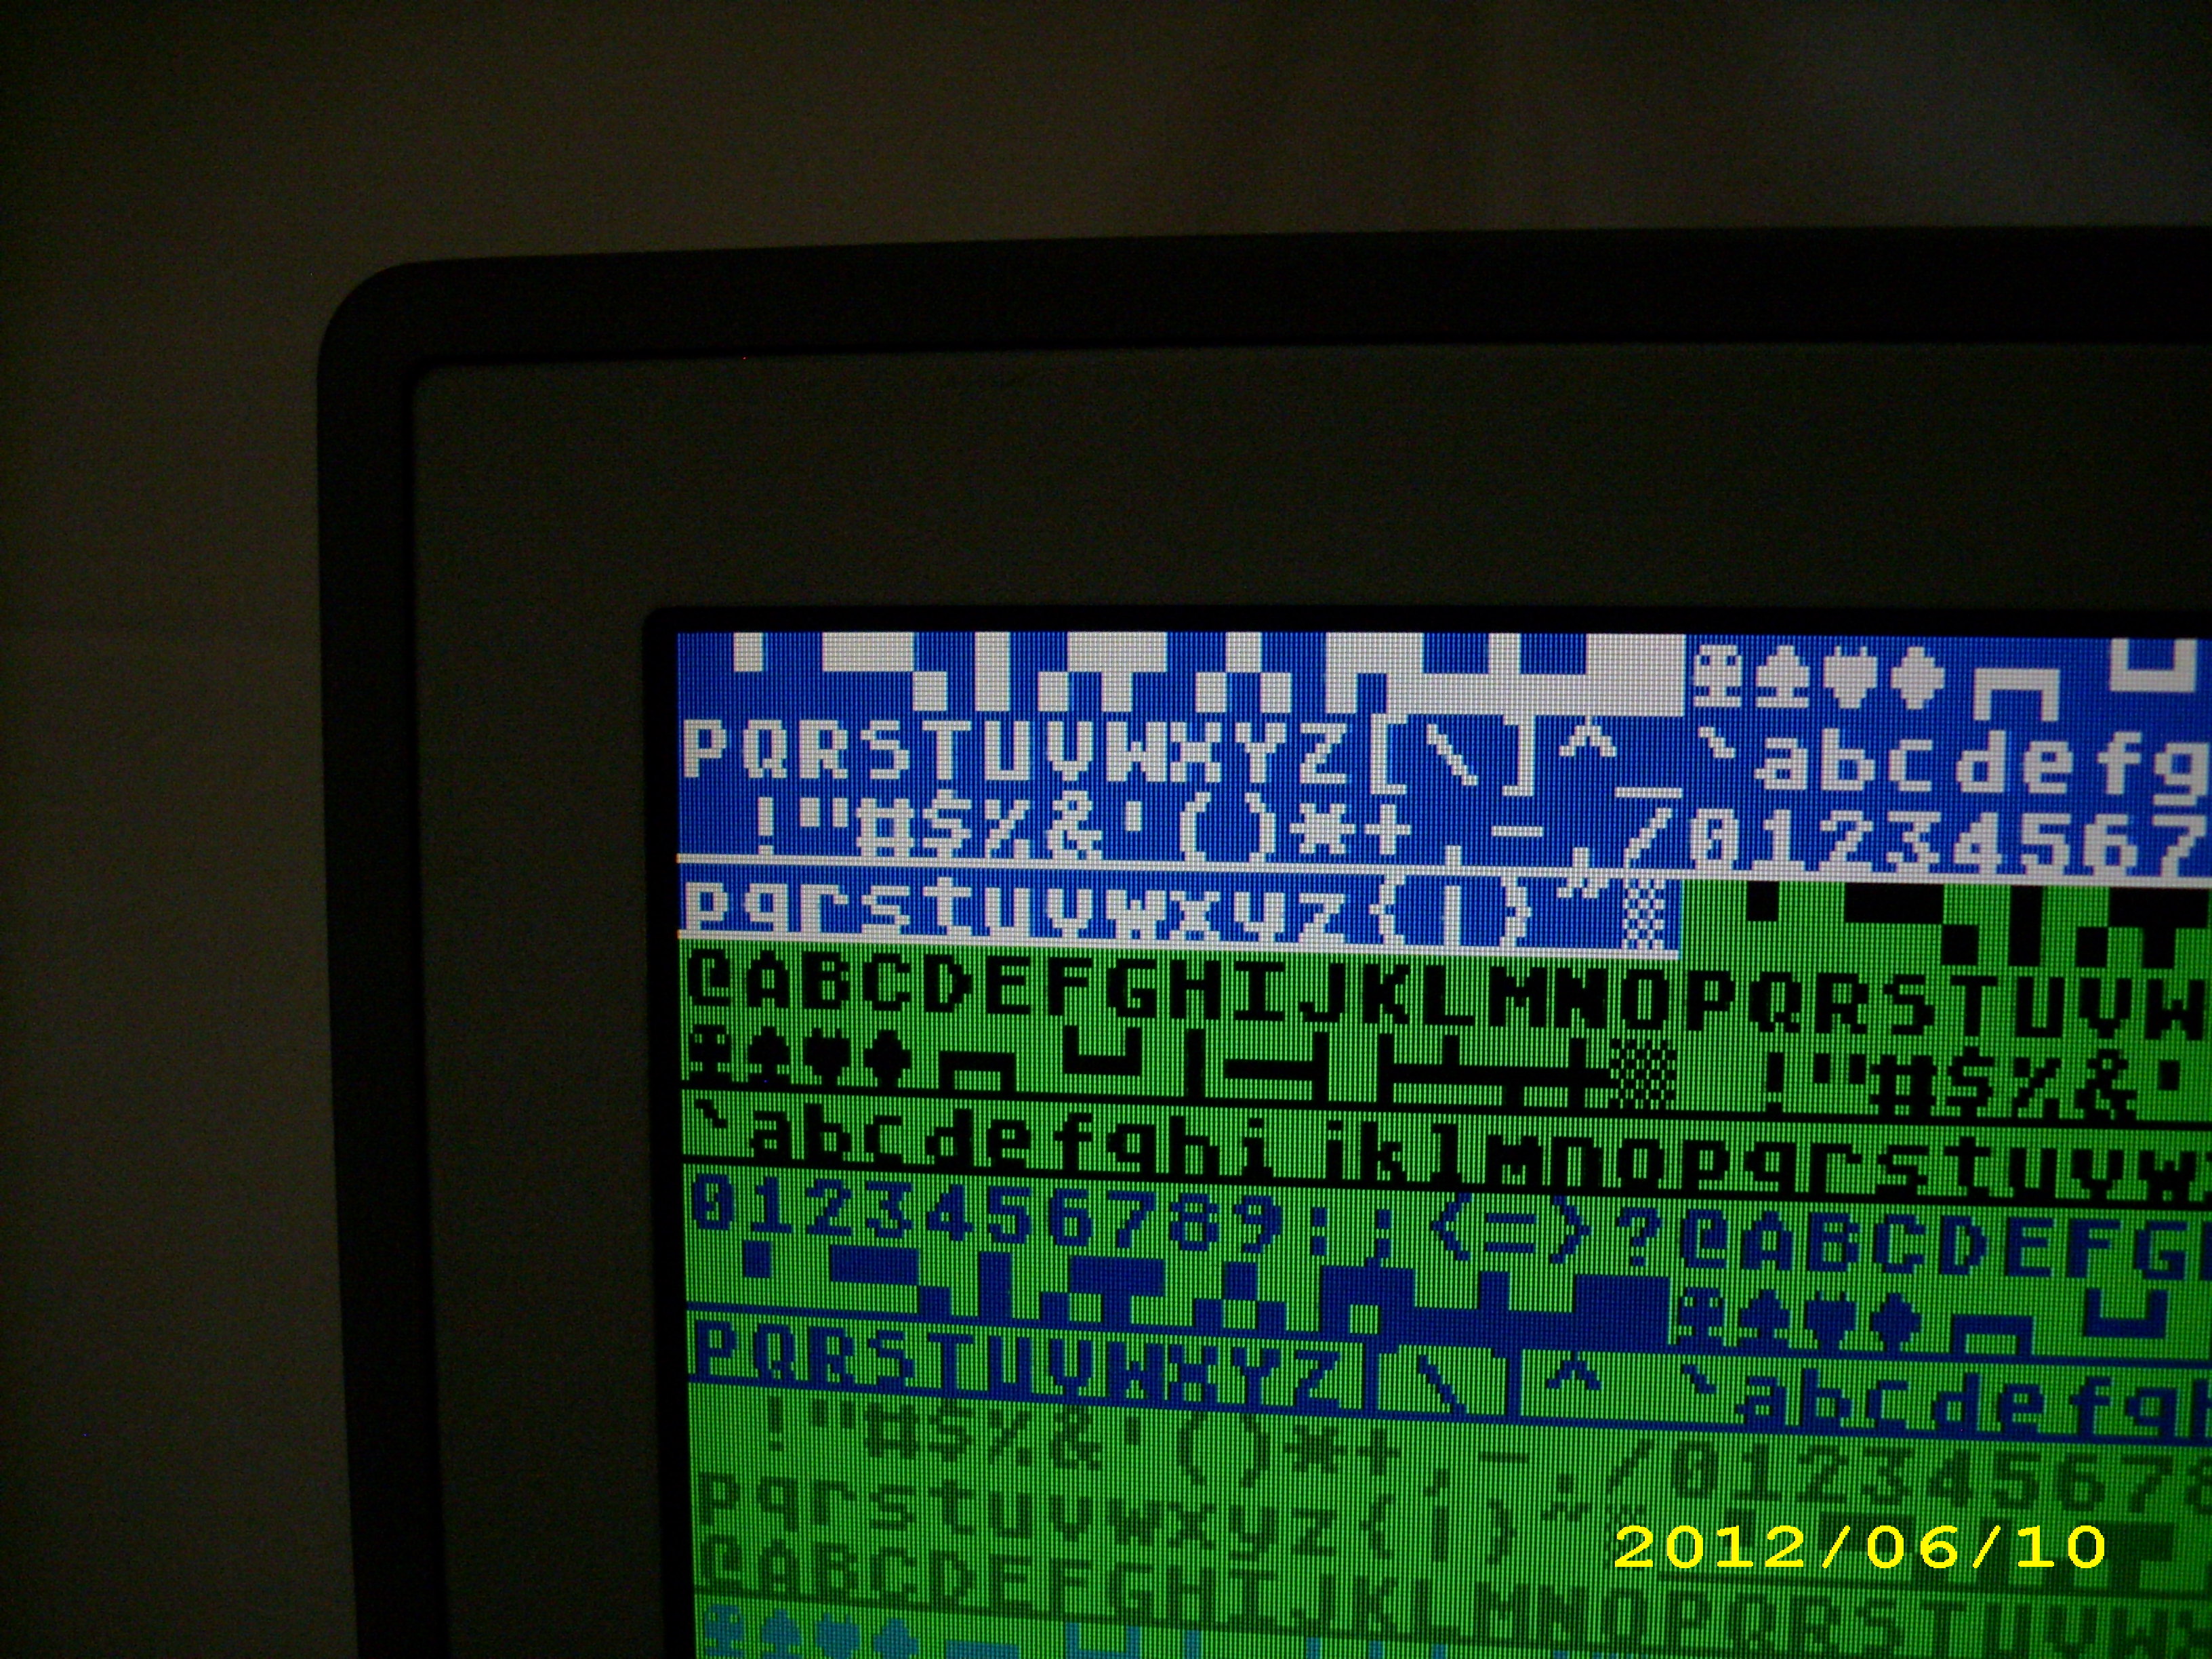 PQRSTUVWXYZ[\]^_`abcdefg
!"#$%&'()*+,-./01234567
pqrstuvwxyz{|}~
@ABCDEFGHIJKLMNOPQRSTUVW
!"#$%&'
`abcdefghijklmnopqrstuvw
0123456789:;<=>?@ABCDEFG
PQRSTUVWXYZ[\]^_`abcdefgh
!"#$%&'()*+,-./012345678
pqrstuvwxyz{|}~
2012/06/10
@ABCDEFGHIJKLMNOPQRSTUVW